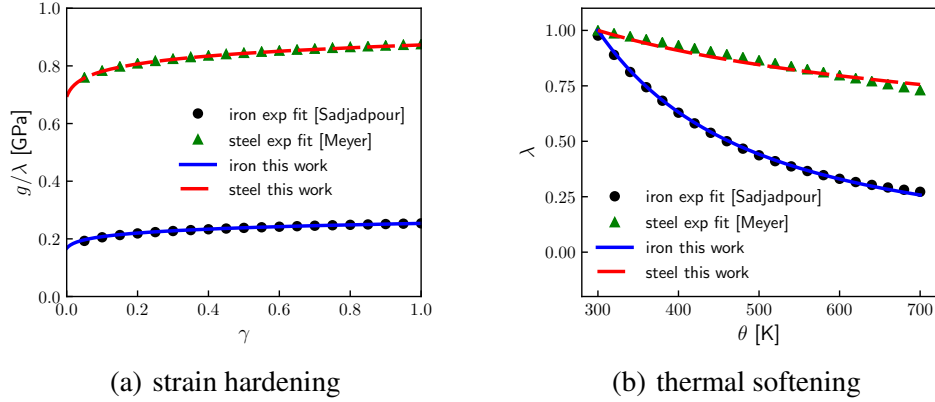 1.0
0.8
0.6
0.4
0.2
0.0
g/λ [GPa]
iron exp fit [Sadjadpour]
steel exp fit [Meyer]
iron this work
steel this work
0.0 0.2 0.4 0.6 0.8 1.0
γ
(a) strain hardening
1.00
0.75
0.50
0.25
0.00
λ
iron exp fit [Sadjadpour]
steel exp fit [Meyer]
iron this work
steel this work
300 400 500 600 700
θ [K]
(b) thermal softening